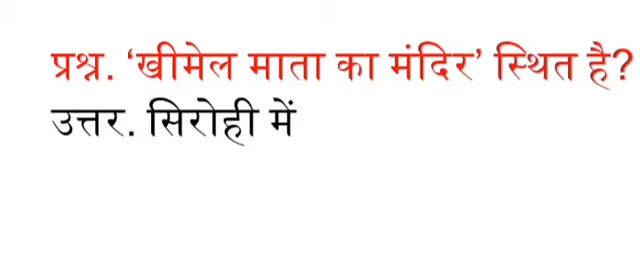 प्रश्न. ‘खीमेल माता का मंदिर’ स्थित है?
उत्तर. सिरोही में